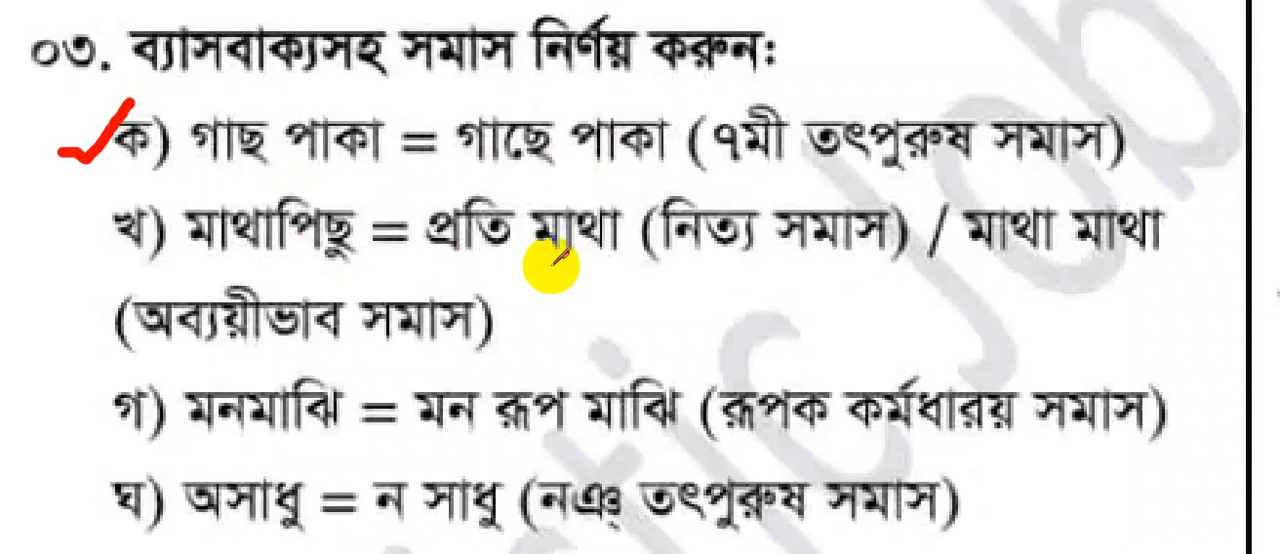 ০৩. ব্যাসবাক্যসহ সমাস নির্ণয় করুনঃ
ক) গাছ পাকা = গাছে পাকা (৭মী তৎপুরুষ সমাস)
খ) মাথাপিছু = প্রতি মাথা (নিত্য সমাস) / মাথা মাথা
(অব্যয়ীভাব সমাস)
গ) মনমাঝি = মন রূপ মাঝি (রূপক কর্মধারয় সমাস)
ঘ) অসাধু = ন সাধু (নঞ্ তৎপুরুষ সমাস)